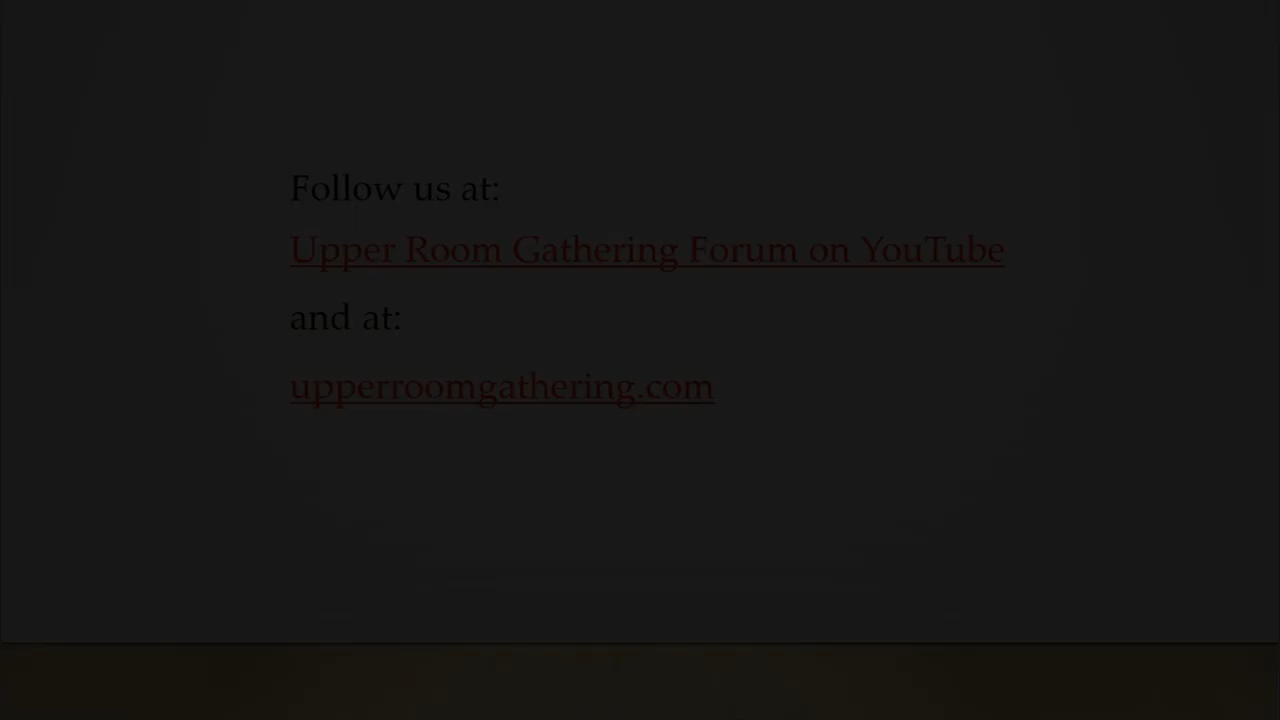 Follow us at:
Upper Room Gathering Forum on YouTube
and at:
upperroomgathering.com